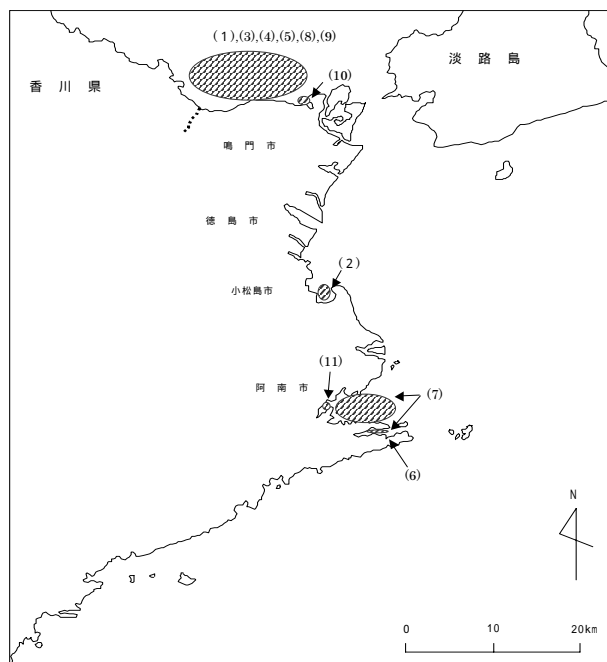 (1),(3),(4),(5),(8),(9)
淡路島
香川県
(10)
鳴門市
徳島市
(2)
小松島市
(11)
阿南市
(7)
(6)
N
0 10 20km